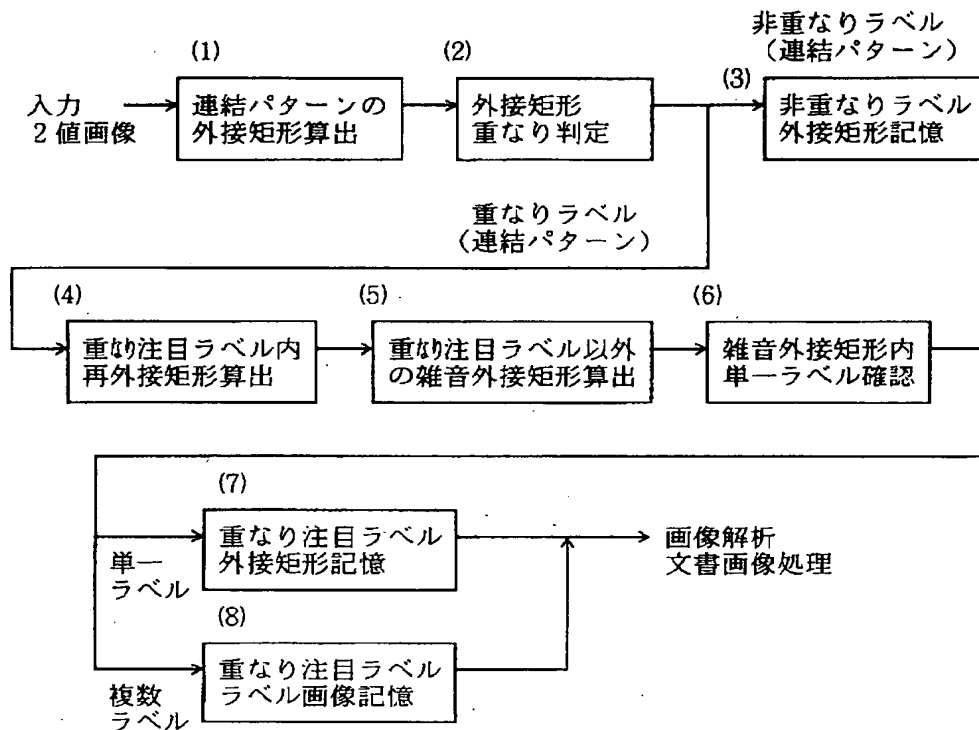 非重なりラベル
（連結パターン）
(1)
(2)
(3)
入力
２値画像
連結パターンの
外接矩形算出
外接矩形
重なり判定
非重なりラベル
外接矩形記憶
重なりラベル
（連結パターン）
(4)
(5)
(6)
重なり注目ラベル内
再外接矩形算出
重なり注目ラベル以外
の雑音外接矩形算出
雑音外接矩形内
単一ラベル確認
(7)
重なり注目ラベル
外接矩形記憶
単一
ラベル
画像解析
文書画像処理
(8)
重なり注目ラベル
ラベル画像記憶
複数
ラベル